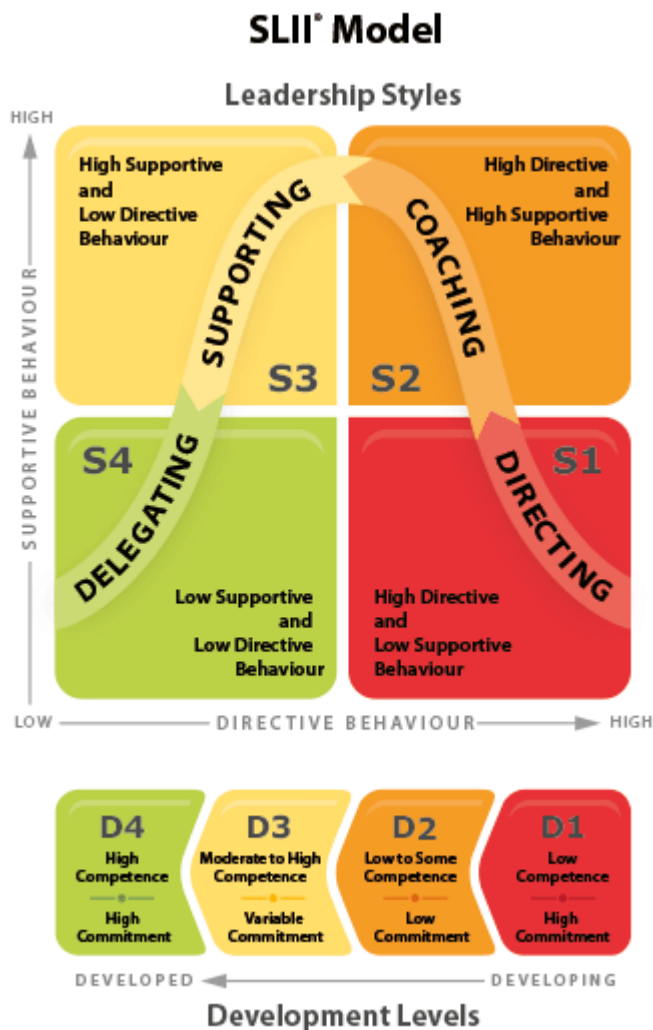 SLII® Model
Leadership Styles
HIGH
High Supportive
and
Low Directive
Behaviour
SUPPORTING
S3
High Directive
and
High Supportive
Behaviour
COACHING
S2
SUPPORTIVE BEHAVIOUR
S4
DELEGATING
Low Supportive
and
Low Directive
Behaviour
S1
DIRECTING
High Directive
and
Low Supportive
Behaviour
LOW
DIRECTIVE BEHAVIOUR
HIGH
D4
High
Competence
High
Commitment
D3
Moderate to High
Competence
Variable
Commitment
D2
Low to Some
Competence
Low
Commitment
D1
Low
Competence
High
Commitment
DEVELOPED
DEVELOPING
Development Levels